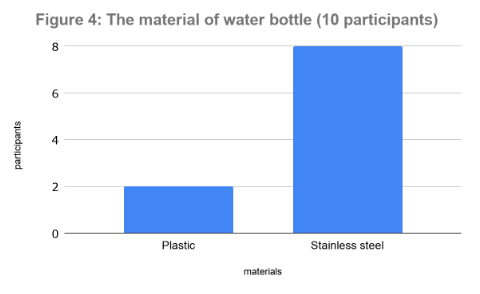 Figure 4: The material of water bottle (10 participants)
8
6
4
2
0
participants
Plastic
Stainless steel
materials